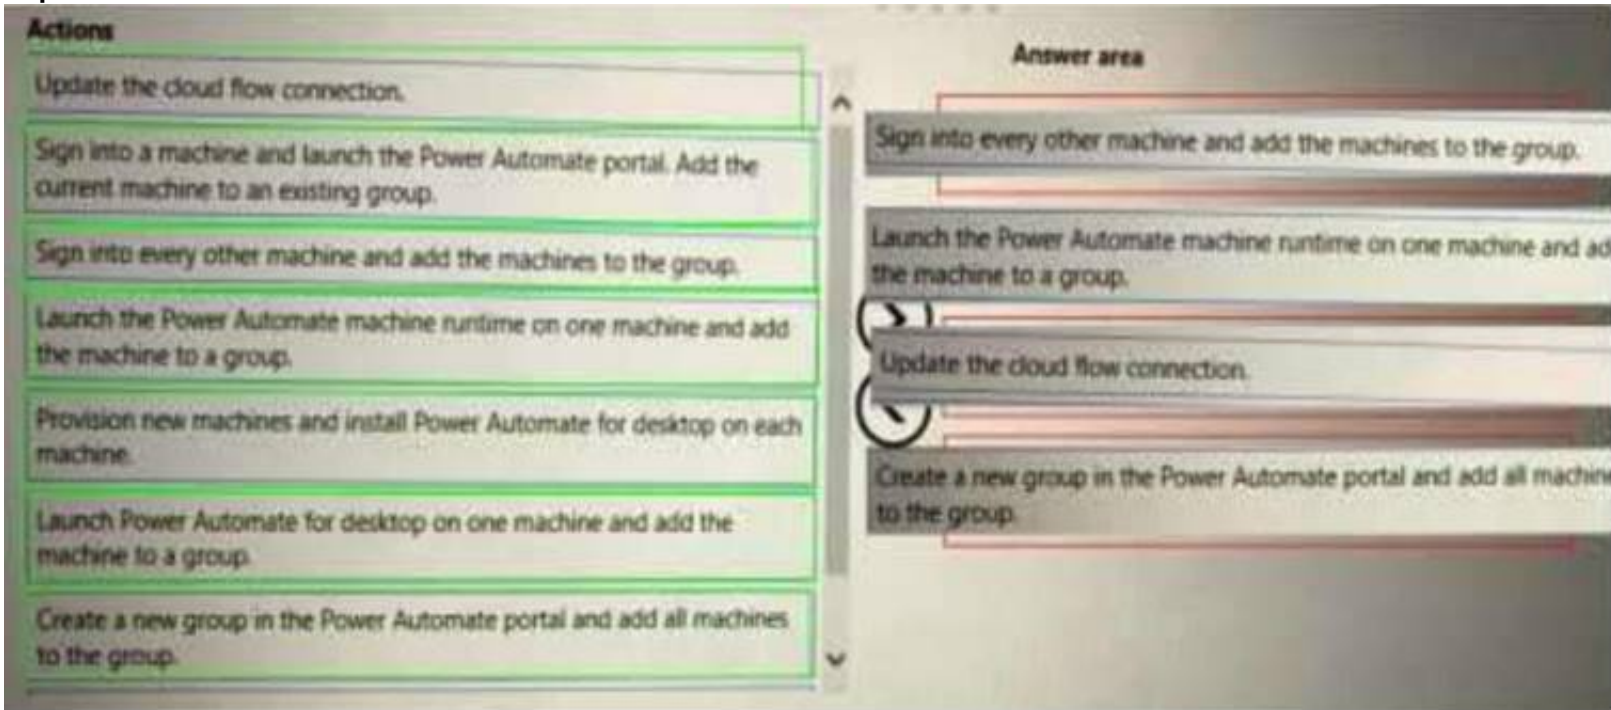 Actions
Update the cloud flow connection.
Sign into a machine and launch the Power Automate portal. Add the
current machine to an existing group.
Sign into every other machine and add the machines to the group.
Launch the Power Automate machine runtime on one machine and add
the machine to a group.
Provision new machines and install Power Automate for desktop on each
machine.
Launch Power Automate for desktop on one machine and add the
machine to a group.
Create a new group in the Power Automate portal and add all machines
to the group.
Answer area
Sign into every other machine and add the machines to the group.
Launch the Power Automate machine runtime on one machine and ad
the machine to a group.
Update the cloud flow connection.
Create a new group in the Power Automate portal and add all machine
to the group.